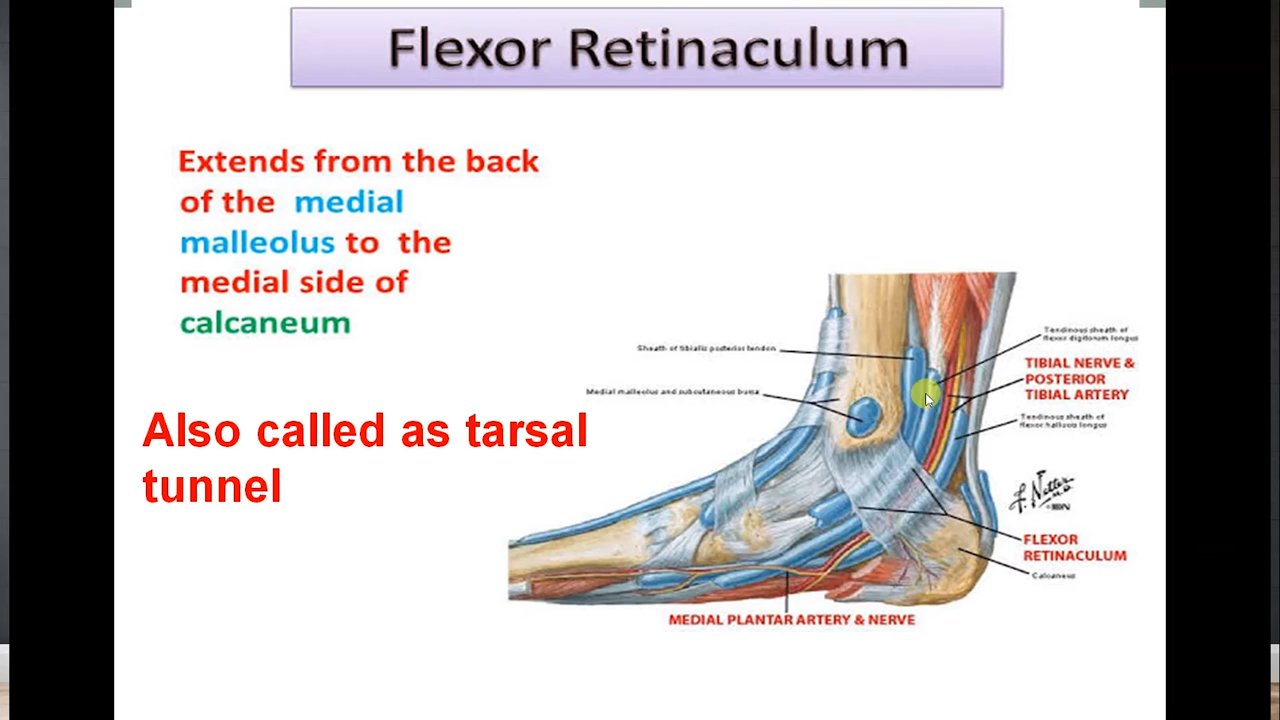 Flexor Retinaculum
Extends from the back
of the medial
malleolus to the
medial side of
calcaneum
Also called as tarsal
tunnel
Sheath of tibialis posterior tendon
Medial malleolus and subcutaneous bursa
Tendinous sheath of
flexor digitorum longus
TIBIAL NERVE &
POSTERIOR
TIBIAL ARTERY
Tendinous sheath of
flexor hallucis longus
F. Netter
M.D.
FLEXOR
RETINACULUM
Calcaneus
MEDIAL PLANTAR ARTERY & NERVE